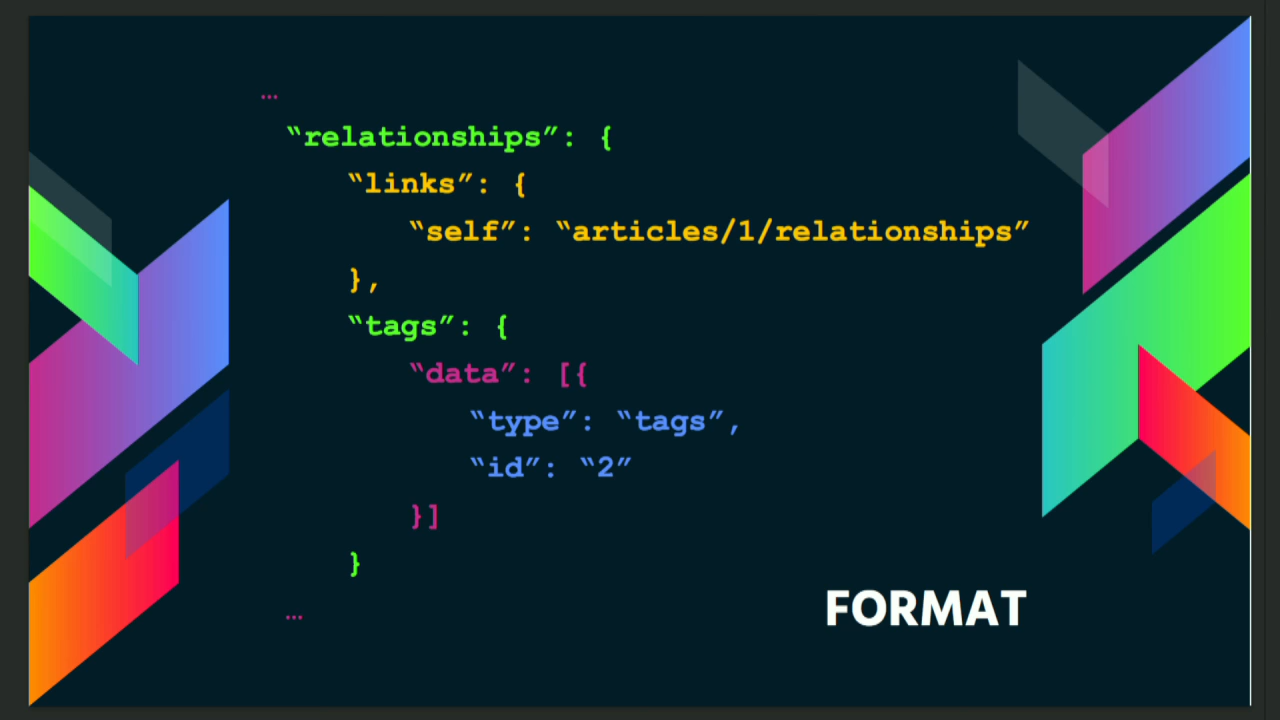 …
“relationships”: {
“links”: {
“self”: “articles/1/relationships”
},
“tags”: {
“data”: [{
“type”: “tags”,
“id”: “2”
}]
}
…
FORMAT